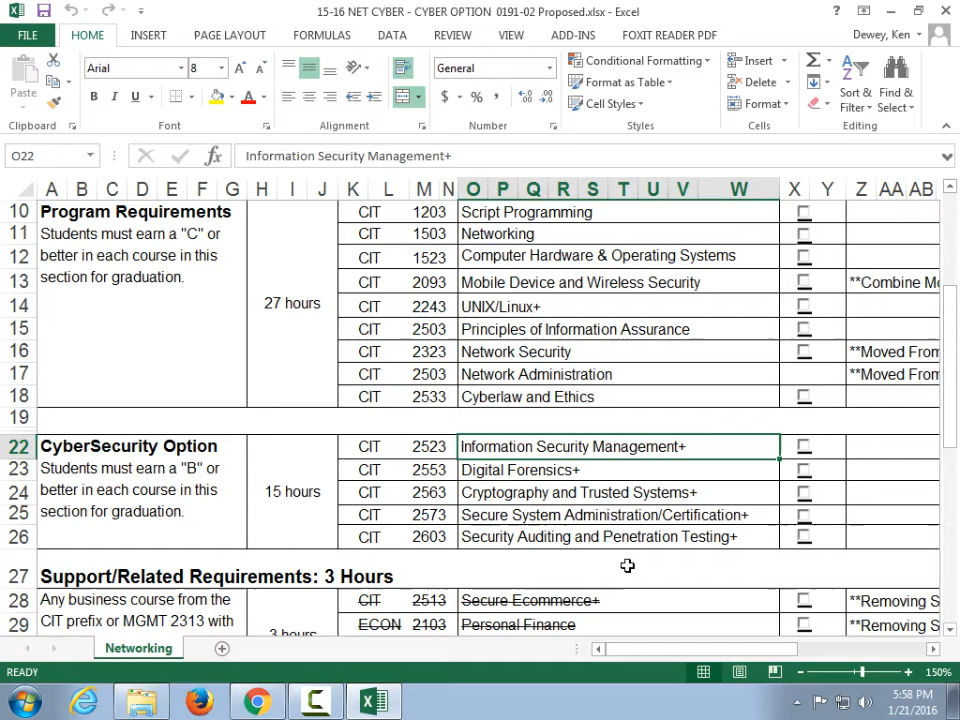 15-16 NET CYBER - CYBER OPTION 0191-02 Proposed.xlsx - Excel
FILE HOME INSERT PAGE LAYOUT FORMULAS DATA REVIEW VIEW ADD-INS FOXIT READER PDF Dewey, Ken
Paste
Arial 8
B I U
General
$ % ,
Conditional Formatting
Format as Table
Cell Styles
Insert
Delete
Format
Sort & Filter
Find & Select
Clipboard Font Alignment Number Styles Cells Editing
O22 fx Information Security Management+
A B C D E F G H I J K L M N O P Q R S T U V W X Y Z AA AB
10 Program Requirements CIT 1203 Script Programming
11 Students must earn a "C" or CIT 1503 Networking
12 better in each course in this CIT 1523 Computer Hardware & Operating Systems
13 section for graduation. 27 hours CIT 2093 Mobile Device and Wireless Security **Combine Mo
14 CIT 2243 UNIX/Linux+
15 CIT 2503 Principles of Information Assurance
16 CIT 2323 Network Security **Moved From
17 CIT 2503 Network Administration **Moved From
18 CIT 2533 Cyberlaw and Ethics
19
22 CyberSecurity Option CIT 2523 Information Security Management+
23 Students must earn a "B" or CIT 2553 Digital Forensics+
24 better in each course in this 15 hours CIT 2563 Cryptography and Trusted Systems+
25 section for graduation. CIT 2573 Secure System Administration/Certification+
26 CIT 2603 Security Auditing and Penetration Testing+
27 Support/Related Requirements: 3 Hours
28 Any business course from the CIT 2513 Secure Ecommerce+ **Removing S
29 CIT prefix or MGMT 2313 with 3 hours ECON 2103 Personal Finance **Removing S
Networking
READY 150%
5:58 PM
1/21/2016